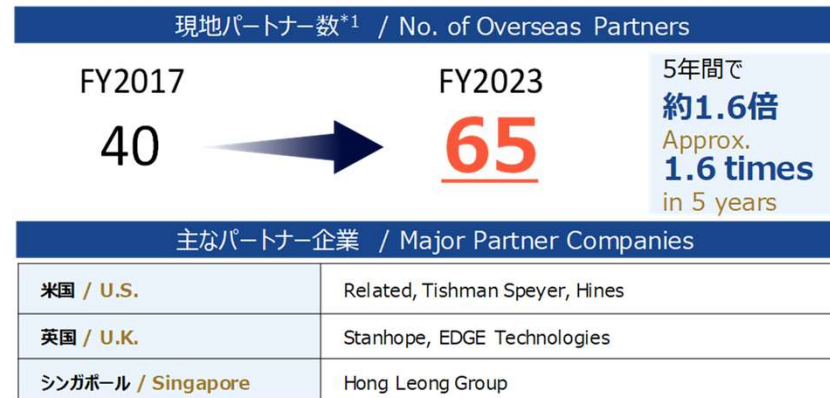 現地パートナー数*1 / No. of Overseas Partners
FY2017
40
FY2023
65
5年間で
約1.6倍
Approx.
1.6 times
in 5 years
主なパートナー企業 / Major Partner Companies
米国 / U.S. Related, Tishman Speyer, Hines
英国 / U.K. Stanhope, EDGE Technologies
シンガポール / Singapore Hong Leong Group